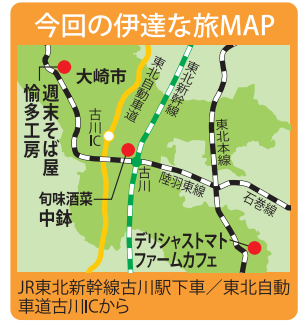 今回の伊達な旅MAP
大崎市
週末そば屋
愉多工房
古川IC
東北自動車道
東北新幹線
東北本線
旬味酒菜
中鉢
古川
陸羽東線
石巻線
デリシャストマト
ファームカフェ
JR東北新幹線古川駅下車／東北自動
車道古川ICから